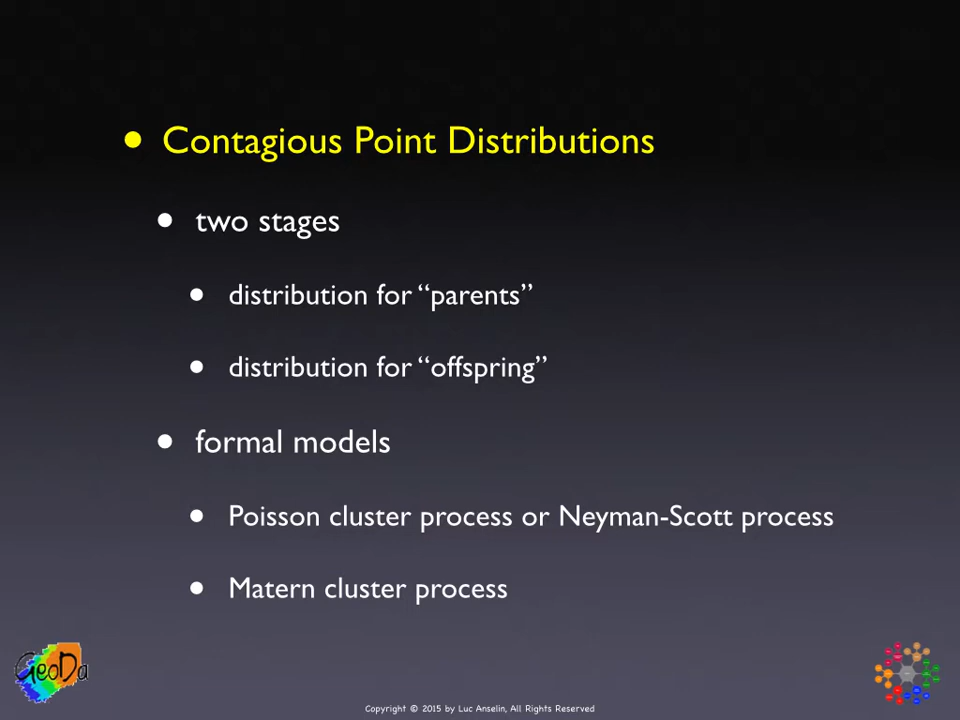 • Contagious Point Distributions
• two stages
• distribution for “parents”
• distribution for “offspring”
• formal models
• Poisson cluster process or Neyman-Scott process
• Matern cluster process
GeoDa
Copyright © 2015 by Luc Anselin, All Rights Reserved